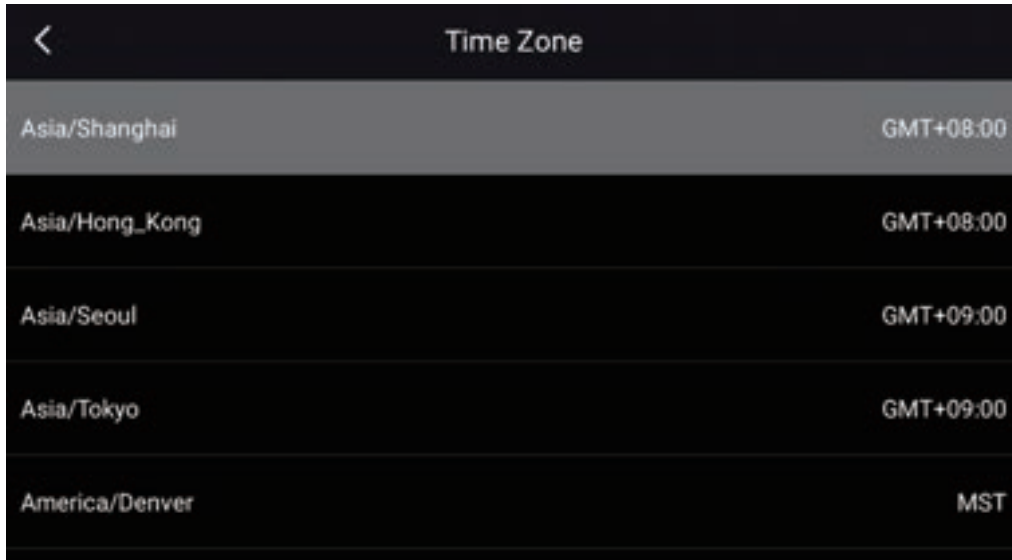 Time Zone
Asia/Shanghai GMT+08:00
Asia/Hong_Kong GMT+08:00
Asia/Seoul GMT+09:00
Asia/Tokyo GMT+09:00
America/Denver MST